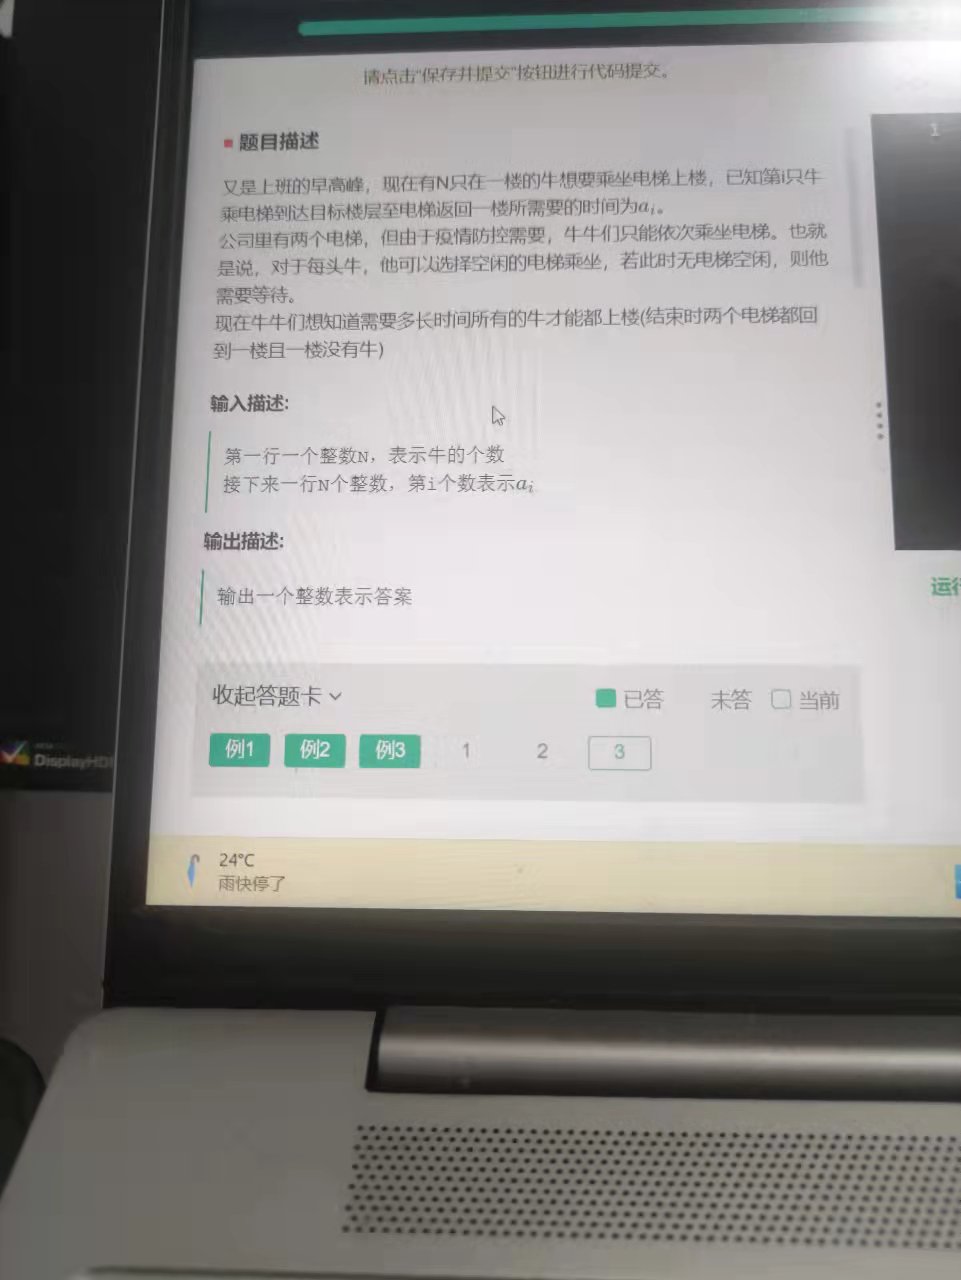 请点击"保存并提交"按钮进行代码提交。
题目描述
又是上班的早高峰，现在有N只在一楼的牛想要乘坐电梯上楼，已知第i只牛
乘电梯到达目标楼层至电梯返回一楼所需要的时间为aᵢ。
公司里有两个电梯，但由于疫情防控需要，牛牛们只能依次乘坐电梯。也就
是说，对于每头牛，他可以选择空闲的电梯乘坐，若此时无电梯空闲，则他
需要等待。
现在牛牛们想知道需要多长时间所有的牛才能都上楼(结束时两个电梯都回
到一楼且一楼没有牛)
输入描述:
第一行一个整数N，表示牛的个数
接下来一行N个整数，第i个数表示aᵢ
输出描述:
输出一个整数表示答案
收起答题卡 已答 未答 当前
例1 例2 例3 1 2 3
24°C
雨快停了
1
运行
DisplayHD